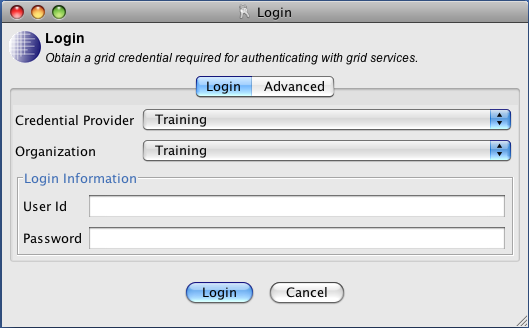 Login
Login
Obtain a grid credential required for authenticating with grid services.
Login Advanced
Credential Provider Training
Organization Training
Login Information
User Id
Password
Login Cancel